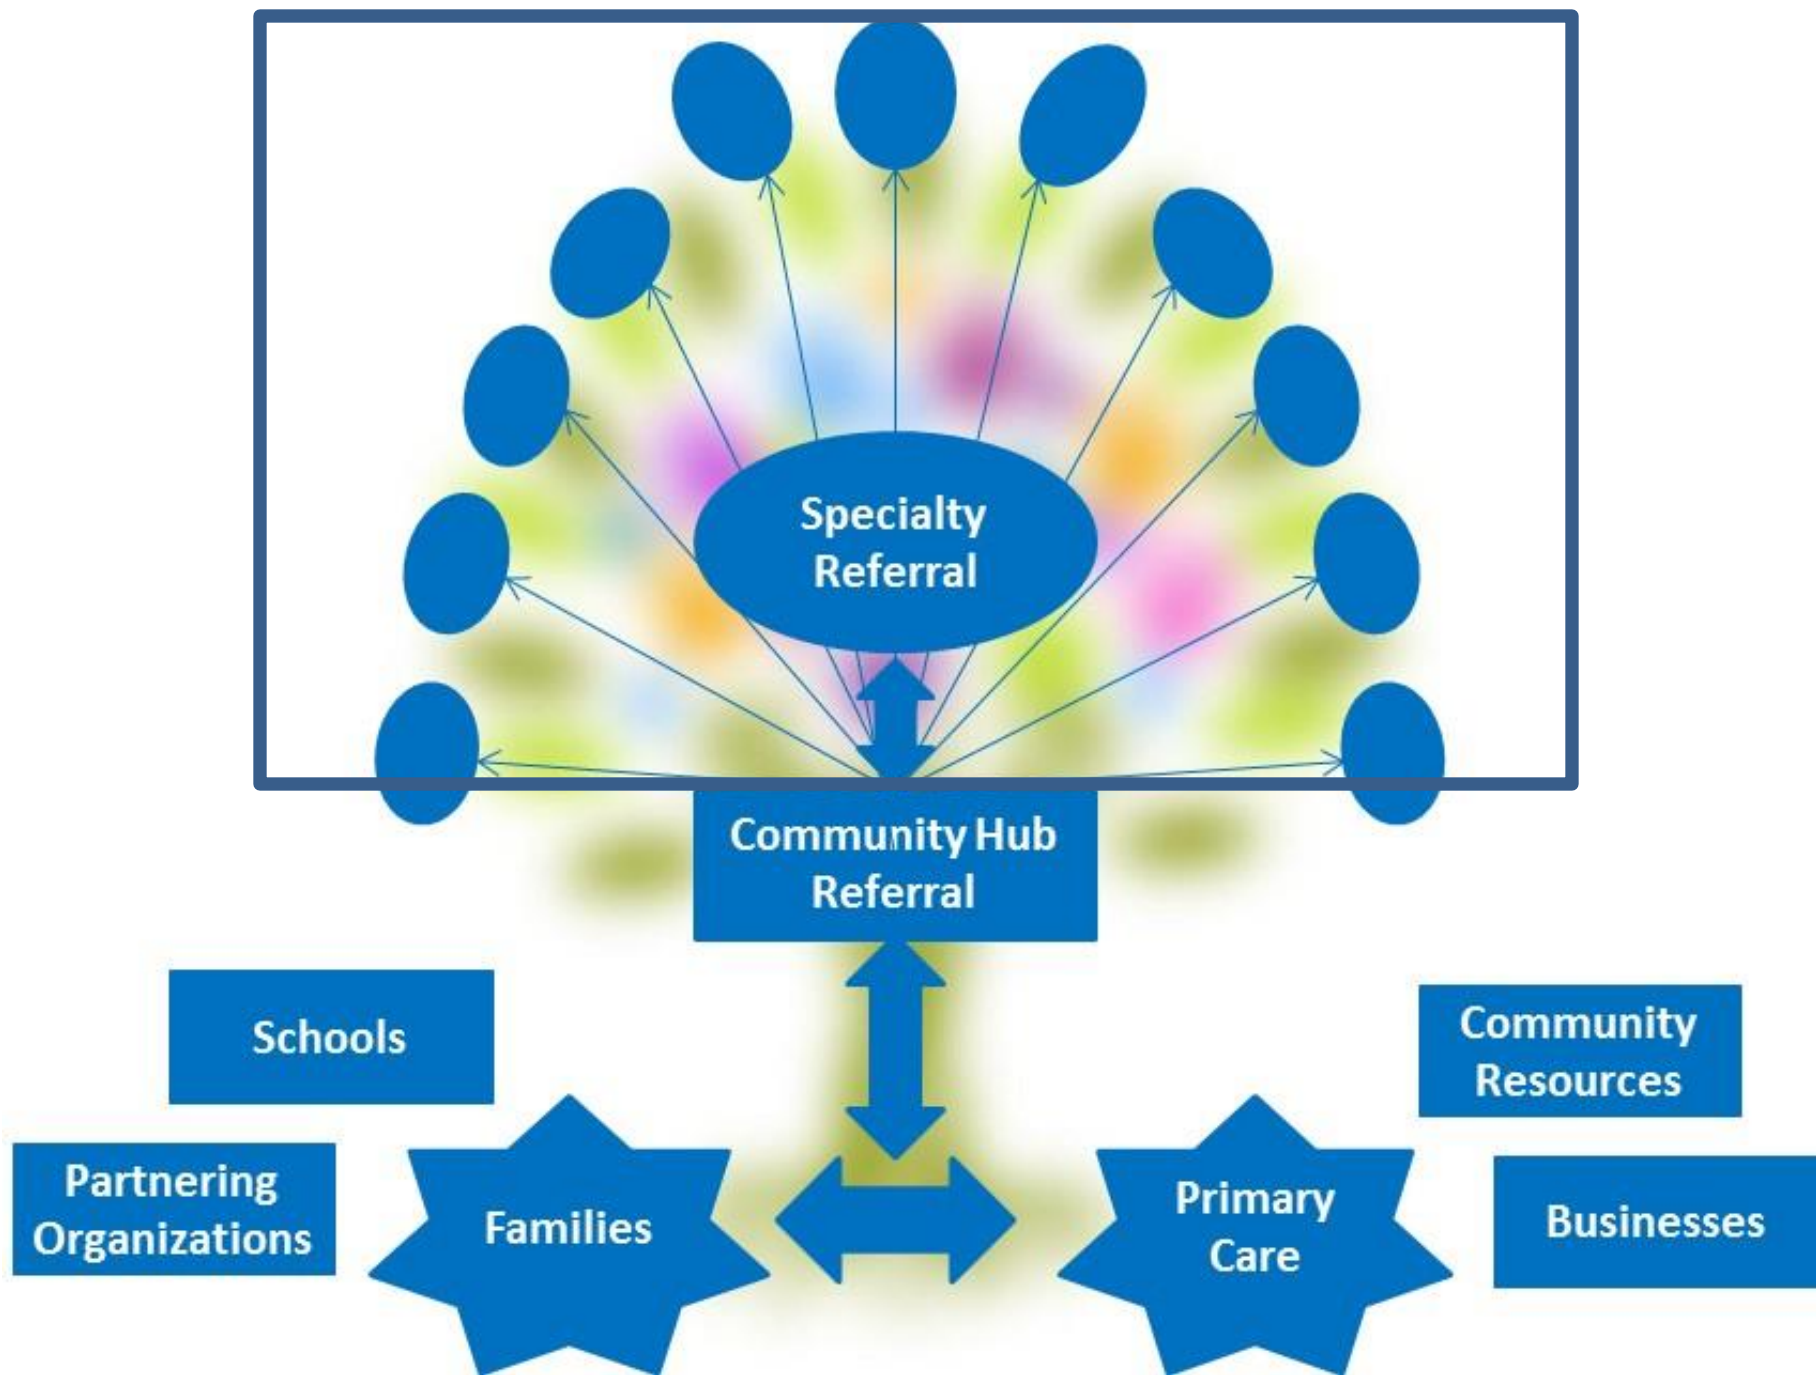 Specialty
Referral
Community Hub
Referral
Schools
Community
Resources
Partnering
Organizations
Families
Primary
Care
Businesses